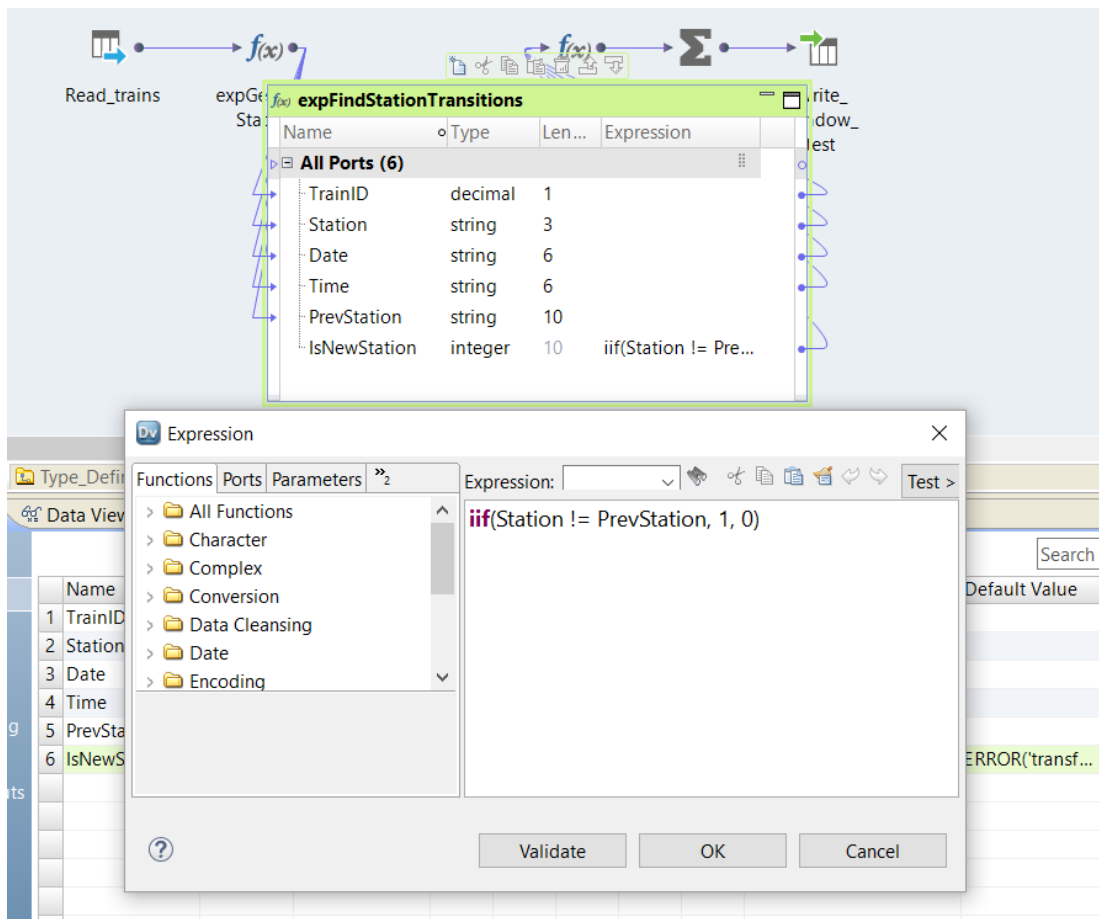 f(x) f(x) Σ
Read_trains expGe rite_
Sta dow_
est
f(x) expFindStationTransitions
Name Type Len... Expression
All Ports (6)
TrainID decimal 1
Station string 3
Date string 6
Time string 6
PrevStation string 10
IsNewStation integer 10 iif(Station != Pre...
Dv Expression
Type_Defin
Functions Ports Parameters »2
Expression: Test >
Data View
All Functions
iif(Station != PrevStation, 1, 0)
Character
Complex
Search
Conversion
Name Default Value
1 TrainID
Data Cleansing
2 Station
Date
3 Date
Encoding
4 Time
g 5 PrevSta
6 IsNewS ERROR('transf...
uts
? Validate OK Cancel